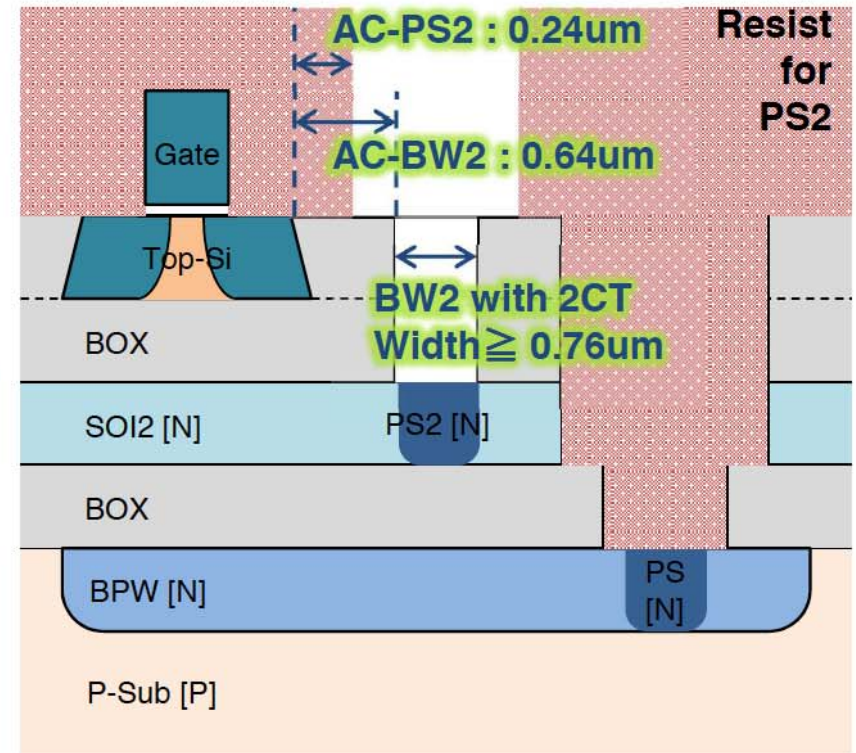 AC-PS2 : 0.24um
Resist
for
PS2
Gate
AC-BW2 : 0.64um
Top-Si
BW2 with 2CT
Width≧ 0.76um
BOX
SOI2 [N]
PS2 [N]
BOX
BPW [N]
PS
[N]
P-Sub [P]